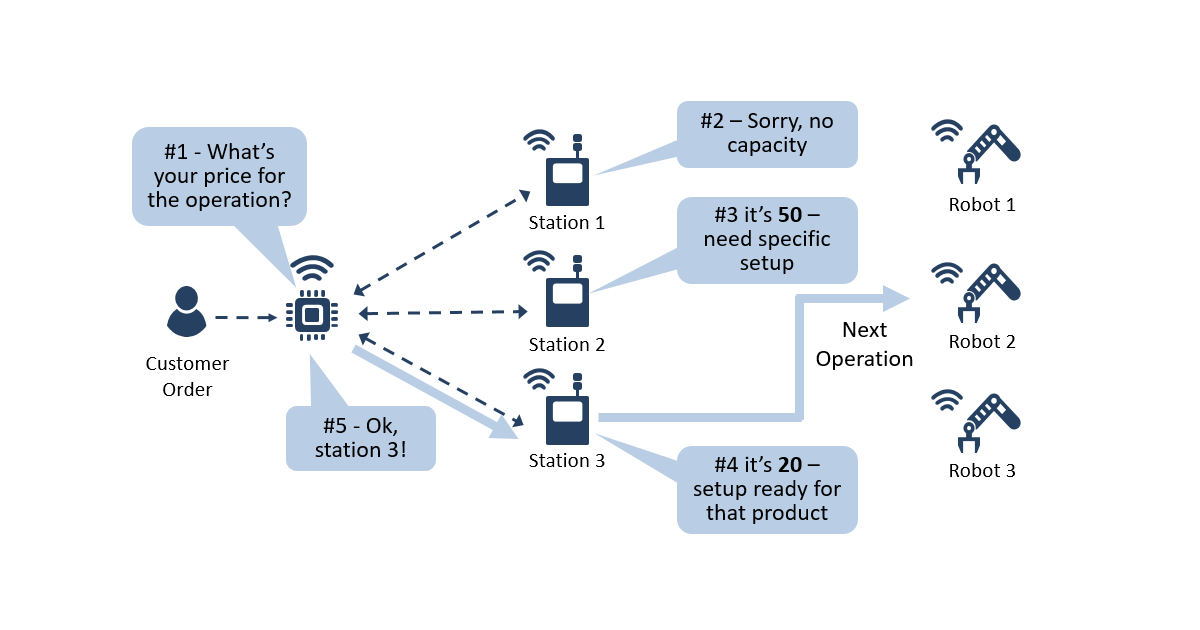 #1 - What's
your price for
the operation?
Customer
Order
#5 - Ok,
station 3!
Station 1
Station 2
Station 3
#2 – Sorry, no
capacity
#3 it's 50 –
need specific
setup
#4 it's 20 –
setup ready for
that product
Next
Operation
Robot 1
Robot 2
Robot 3